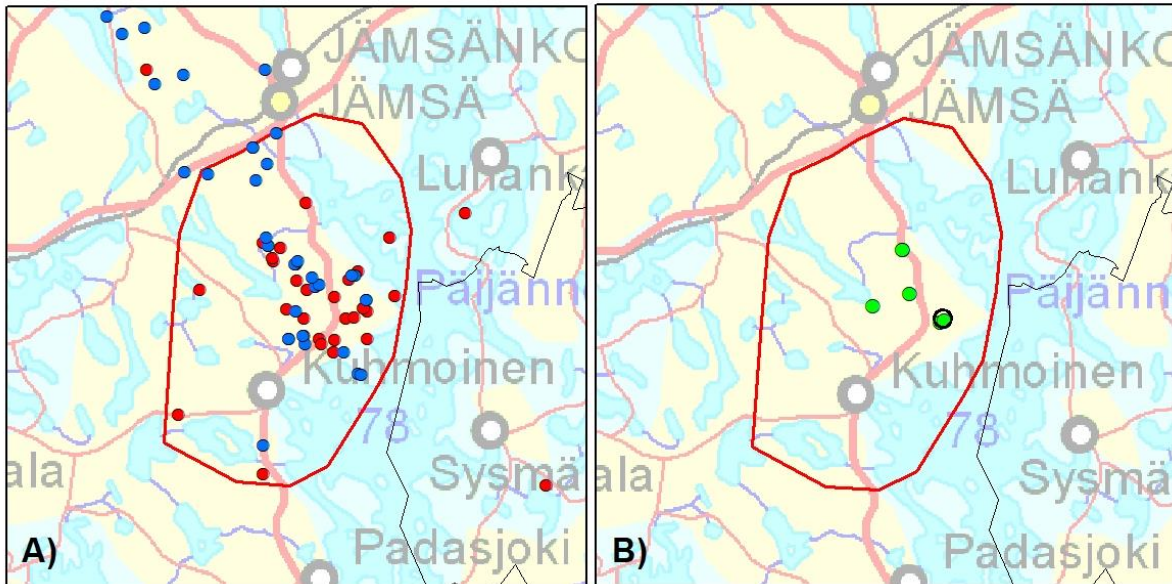 JÄMSÄNKO
JÄMSÄ
Luhank
Päijänn
Kuhmoinen
78
ala
Sysmä
Padasjoki
A)
JÄMSÄNKO
JÄMSÄ
Luhank
Päijänn
Kuhmoinen
78
ala
Sysmä
Padasjoki
B)